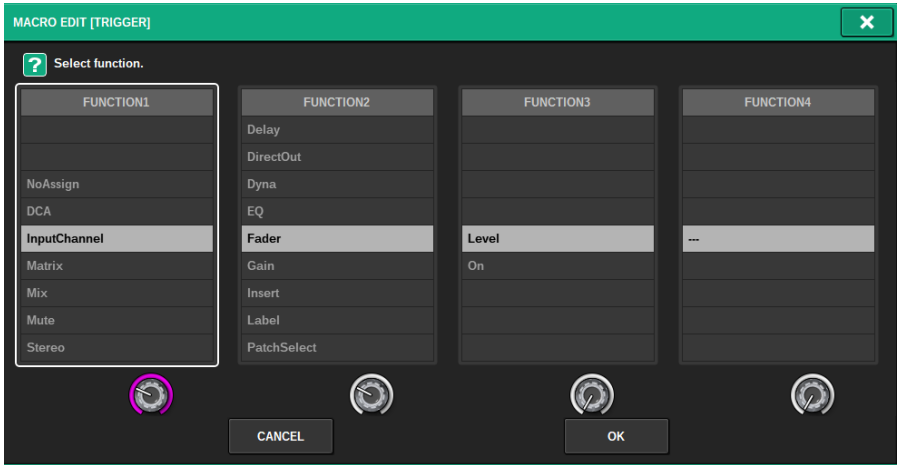 MACRO EDIT [TRIGGER]
? Select function.
FUNCTION1 FUNCTION2 FUNCTION3 FUNCTION4
Delay
DirectOut
NoAssign Dyna
DCA EQ
InputChannel Fader Level ---
Matrix Gain On
Mix Insert
Mute Label
Stereo PatchSelect
CANCEL OK